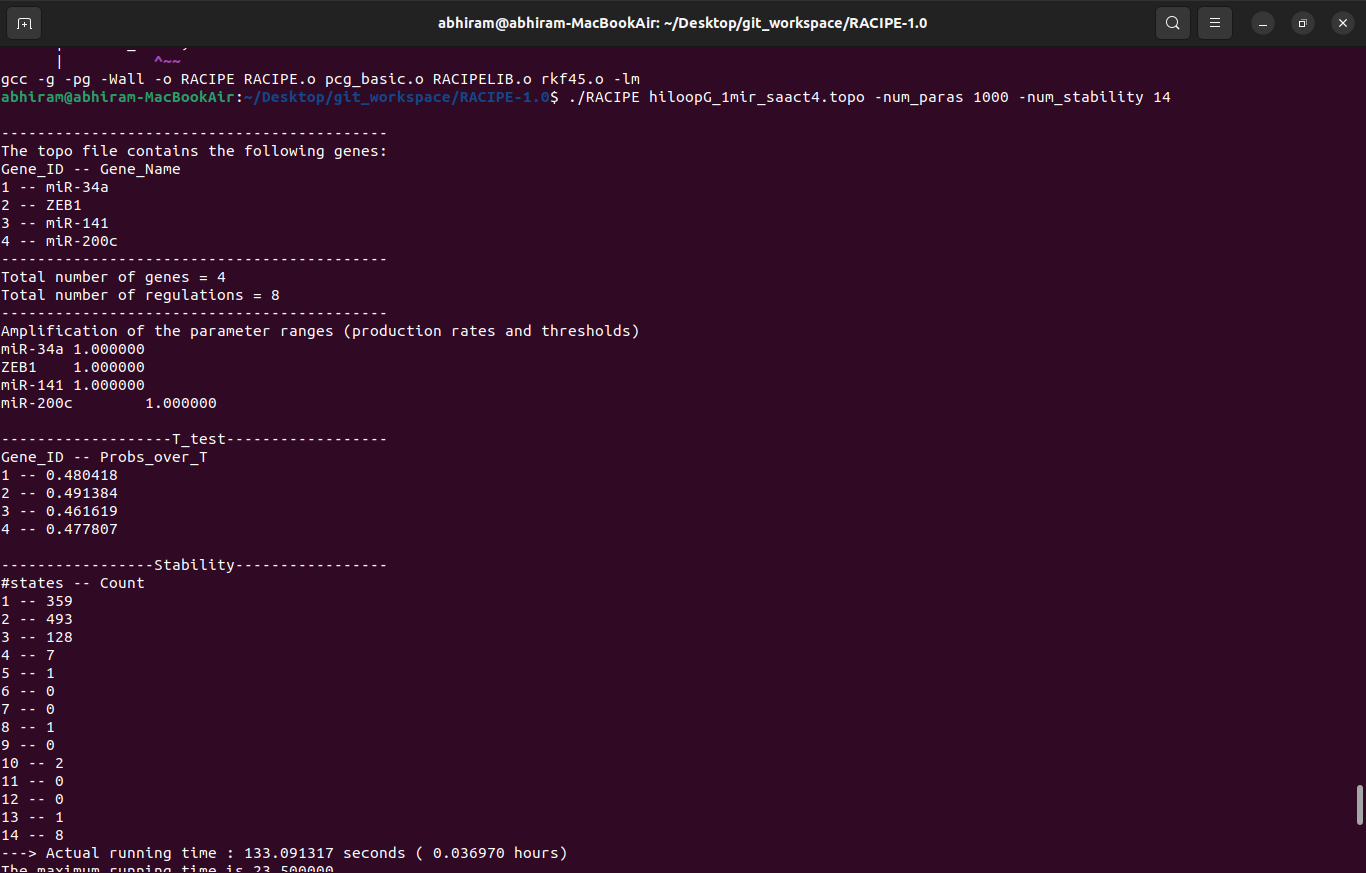 abhiram@abhiram-MacBookAir: ~/Desktop/git_workspace/RACIPE-1.0
| ^~~
gcc -g -pg -Wall -o RACIPE RACIPE.o pcg_basic.o RACIPELIB.o rkf45.o -lm
abhiram@abhiram-MacBookAir:~/Desktop/git_workspace/RACIPE-1.0$ ./RACIPE hiloopG_1mir_saact4.topo -num_paras 1000 -num_stability 14
-------------------------------------------
The topo file contains the following genes:
Gene_ID -- Gene_Name
1 -- miR-34a
2 -- ZEB1
3 -- miR-141
4 -- miR-200c
-------------------------------------------
Total number of genes = 4
Total number of regulations = 8
-------------------------------------------
Amplification of the parameter ranges (production rates and thresholds)
miR-34a 1.000000
ZEB1    1.000000
miR-141 1.000000
miR-200c        1.000000
-------------------T_test------------------
Gene_ID -- Probs_over_T
1 -- 0.480418
2 -- 0.491384
3 -- 0.461619
4 -- 0.477807
-----------------Stability-----------------
#states -- Count
1 -- 359
2 -- 493
3 -- 128
4 -- 7
5 -- 1
6 -- 0
7 -- 0
8 -- 1
9 -- 0
10 -- 2
11 -- 0
12 -- 0
13 -- 1
14 -- 8
---> Actual running time : 133.091317 seconds ( 0.036970 hours)
The maximum running time is 23.500000